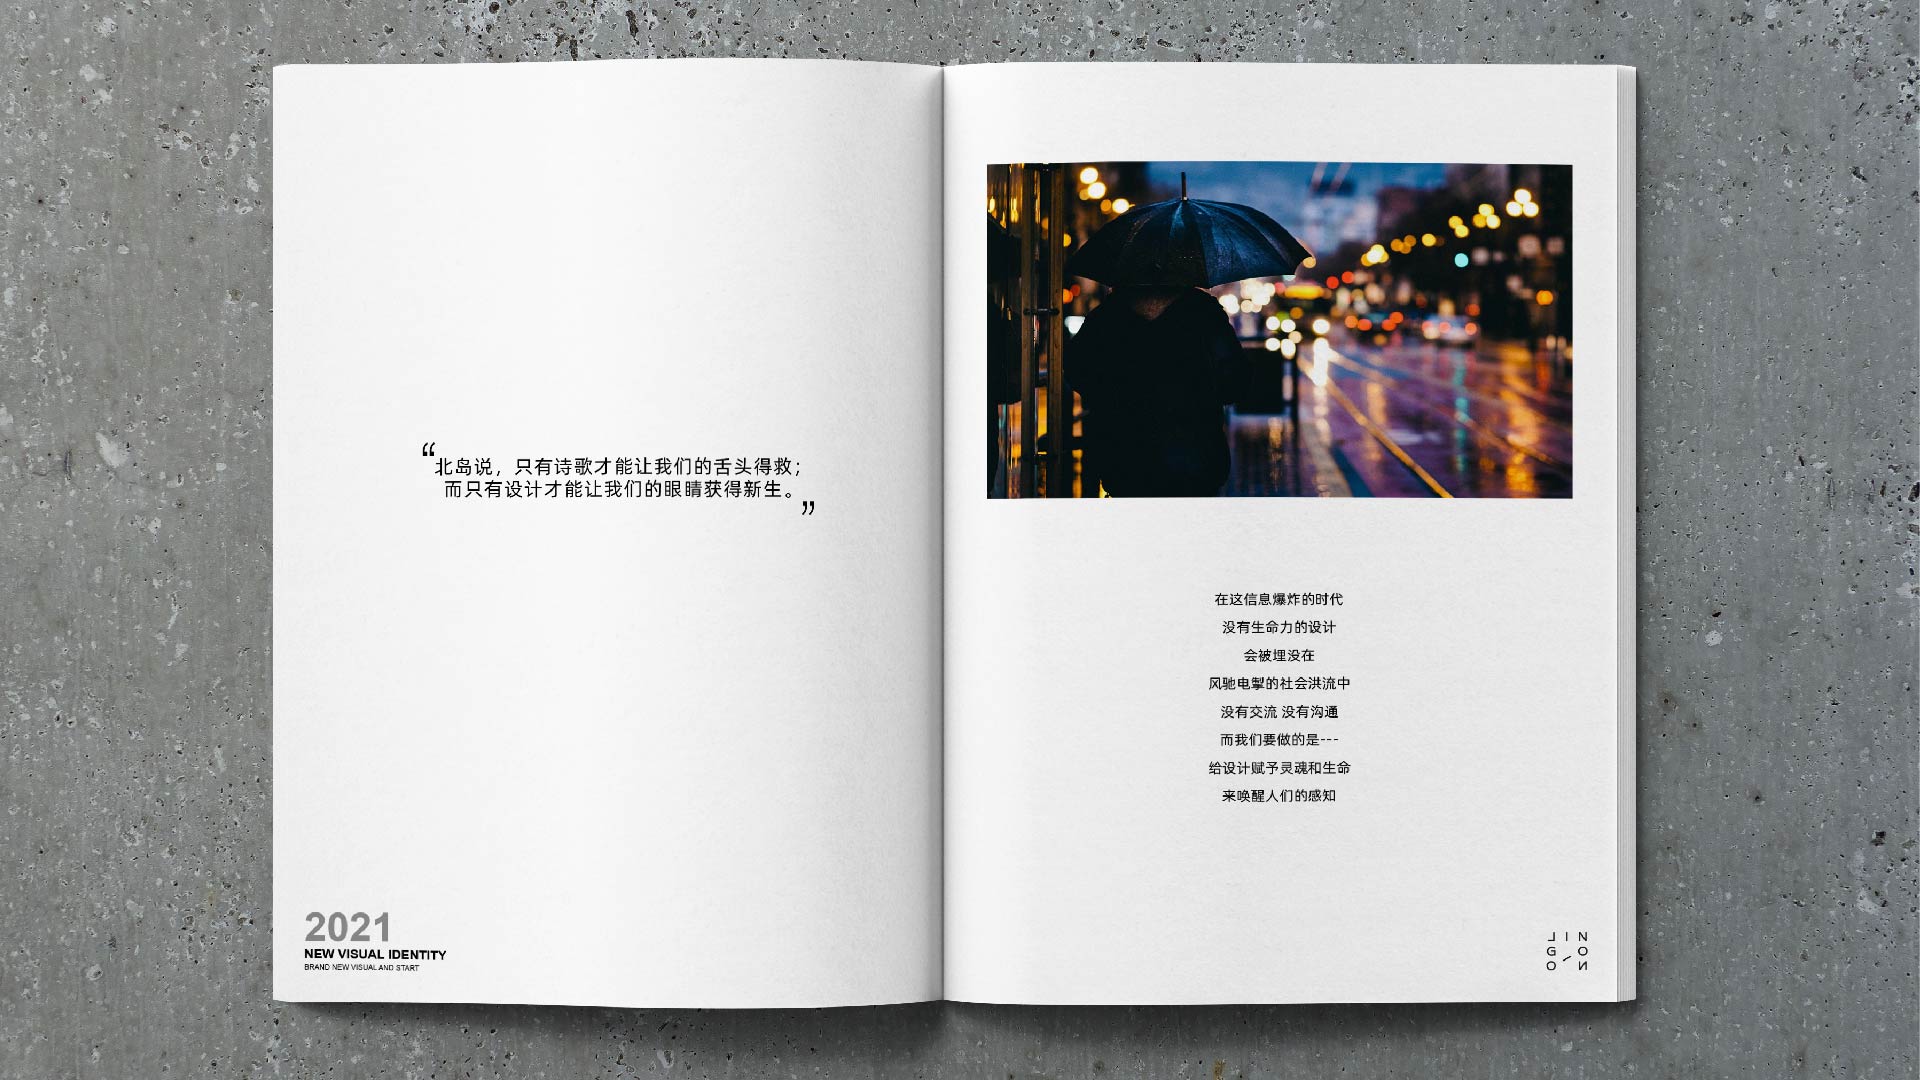 “北岛说，只有诗歌才能让我们的舌头得救；
而只有设计才能让我们的眼睛获得新生。”
2021
NEW VISUAL IDENTITY
BRAND NEW VISUAL AND START
在这信息爆炸的时代
没有生命力的设计
会被埋没在
风驰电掣的社会洪流中
没有交流 没有沟通
而我们要做的是---
给设计赋予灵魂和生命
来唤醒人们的感知
LIN
GO
ON